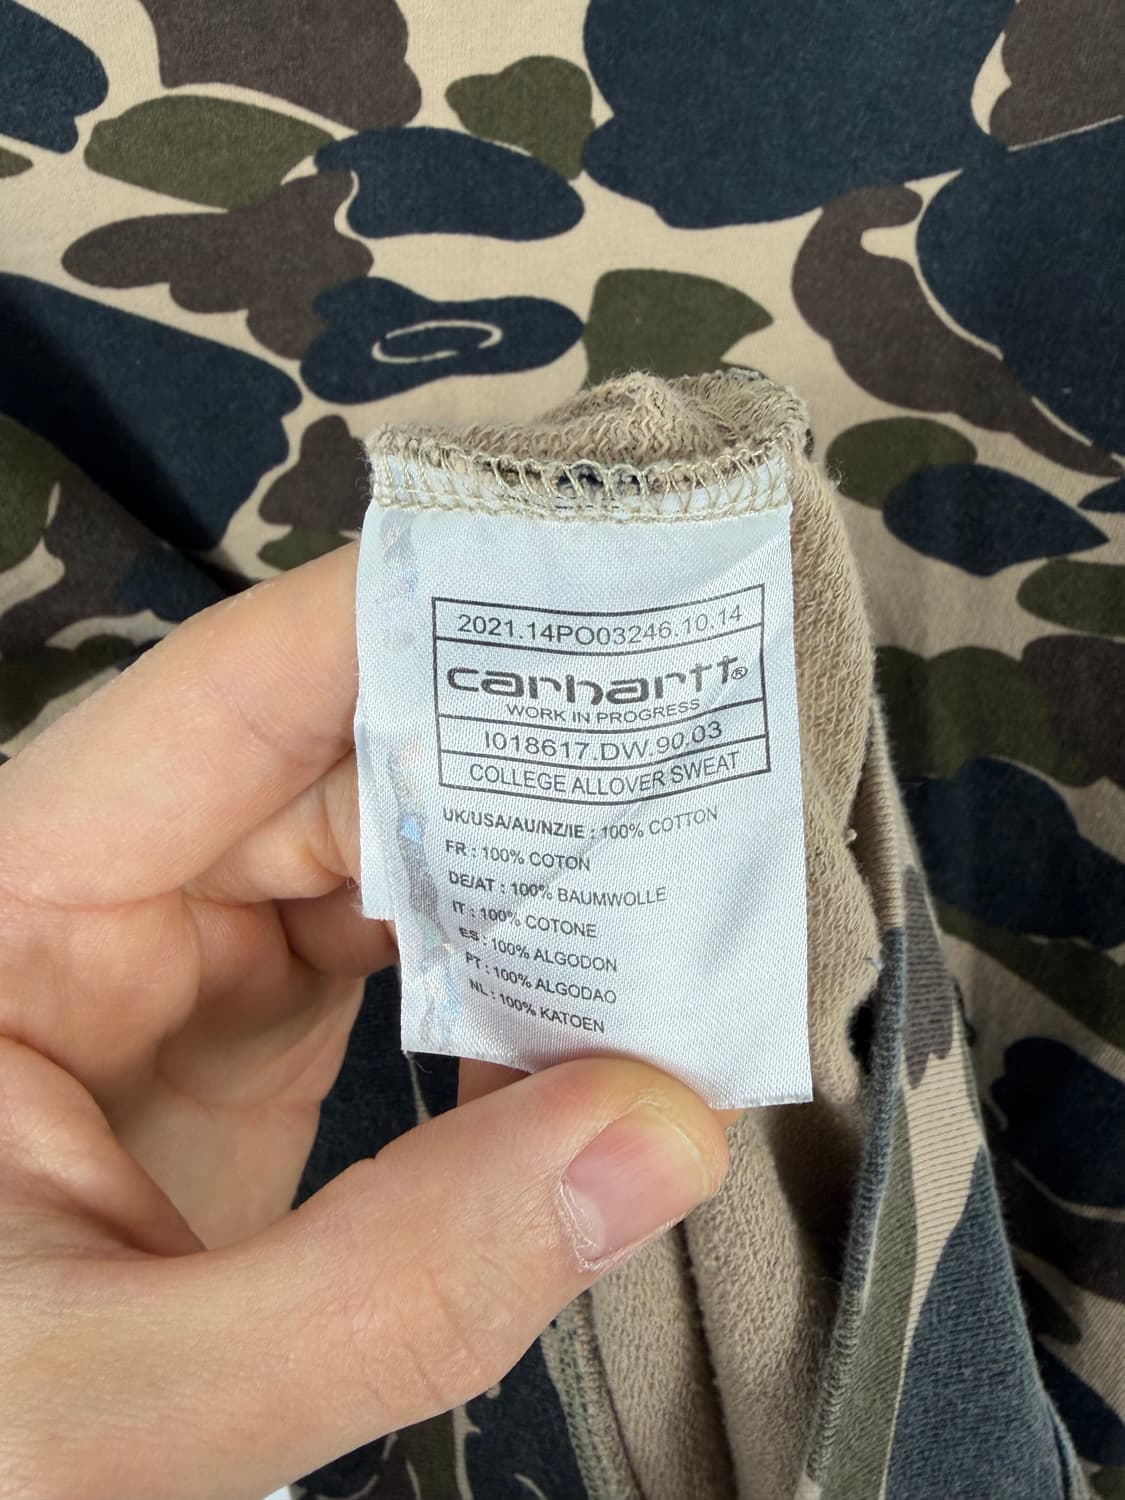 2021.14PO03246.10.14
carhartt®
WORK IN PROGRESS
I018617.DW.90.03
COLLEGE ALLOVER SWEAT
UK/USA/AU/NZ/IE : 100% COTTON
FR : 100% COTON
DE/AT : 100% BAUMWOLLE
IT : 100% COTONE
ES : 100% ALGODON
PT : 100% ALGODAO
NL : 100% KATOEN